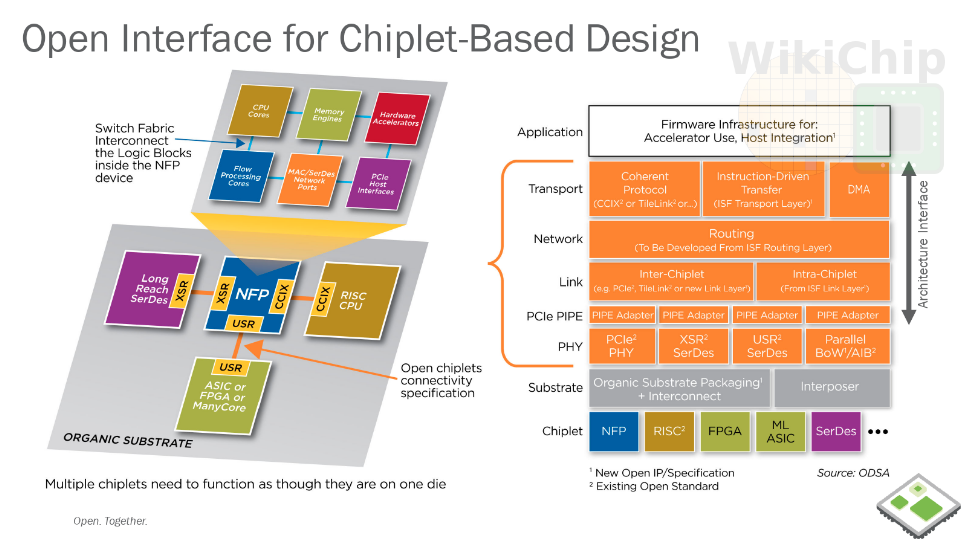 Open Interface for Chiplet-Based Design
WikiChip
CPU
Cores
Memory
Engines
Hardware
Accelerators
Switch Fabric
Interconnect
the Logic Blocks
inside the NFP
device
Flow
Processing
Cores
MAC/SerDes
Network
Ports
PCIe
Host
Interfaces
Long
Reach
SerDes
XSR
XSR
NFP
CCIX
CCIX
RISC
CPU
USR
USR
ASIC or
FPGA or
ManyCore
Open chiplets
connectivity
specification
ORGANIC SUBSTRATE
Multiple chiplets need to function as though they are on one die
Application
Firmware Infrastructure for:
Accelerator Use, Host Integration¹
Transport
Coherent
Protocol
(CCIX² or TileLink² or...)
Instruction-Driven
Transfer
(ISF Transport Layer)¹
DMA
Network
Routing
(To Be Developed From ISF Routing Layer)
Link
Inter-Chiplet
(e.g. PCIe², TileLink² or new Link Layer¹)
Intra-Chiplet
(From ISF Link Layer¹)
PCIe PIPE
PIPE Adapter
PIPE Adapter
PIPE Adapter
PIPE Adapter
PHY
PCIe²
PHY
XSR²
SerDes
USR²
SerDes
Parallel
BoW¹/AIB²
Substrate
Organic Substrate Packaging¹
+ Interconnect
Interposer
Chiplet
NFP
RISC²
FPGA
ML
ASIC
SerDes
•••
Architecture Interface
¹ New Open IP/Specification
² Existing Open Standard
Source: ODSA
Open. Together.